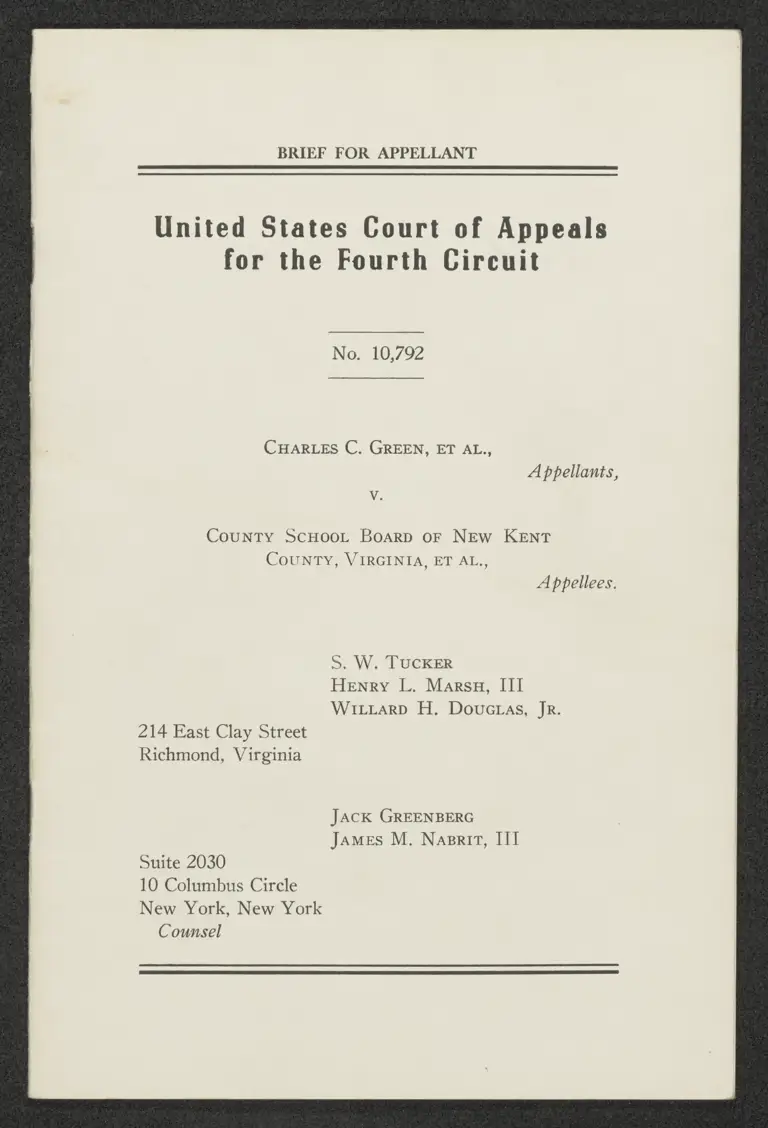 BRIEF FOR APPELLANT
United States Court of Appeals
for the Fourth Circuit
No. 10,792
CHARLES C. GREEN, ET AL.,
Appellants,
v.
COUNTY SCHOOL BOARD OF NEW KENT
COUNTY, VIRGINIA, ET AL.,
Appellees.
S. W. TUCKER
HENRY L. MARSH, III
WILLARD H. DOUGLAS, JR.
214 East Clay Street
Richmond, Virginia
JACK GREENBERG
JAMES M. NABRIT, III
Suite 2030
10 Columbus Circle
New York, New York
Counsel